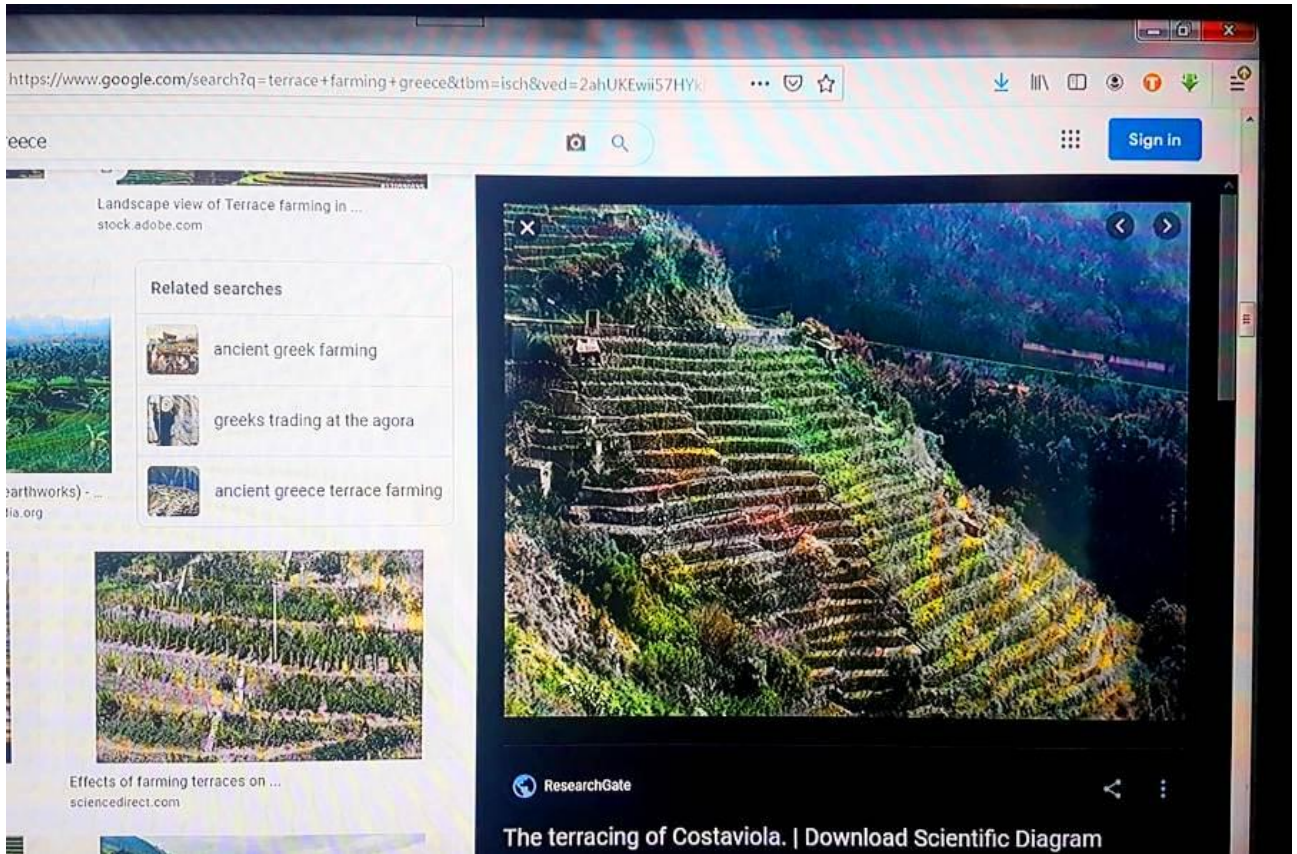 https://www.google.com/search?q=terrace+farming+greece&tbm=isch&ved=2ahUKEwii57HYk
eece
Sign in
Landscape view of Terrace farming in ...
stock.adobe.com
Related searches
ancient greek farming
greeks trading at the agora
ancient greece terrace farming
earthworks) - ...
dia.org
Effects of farming terraces on ...
sciencedirect.com
ResearchGate
The terracing of Costaviola. | Download Scientific Diagram